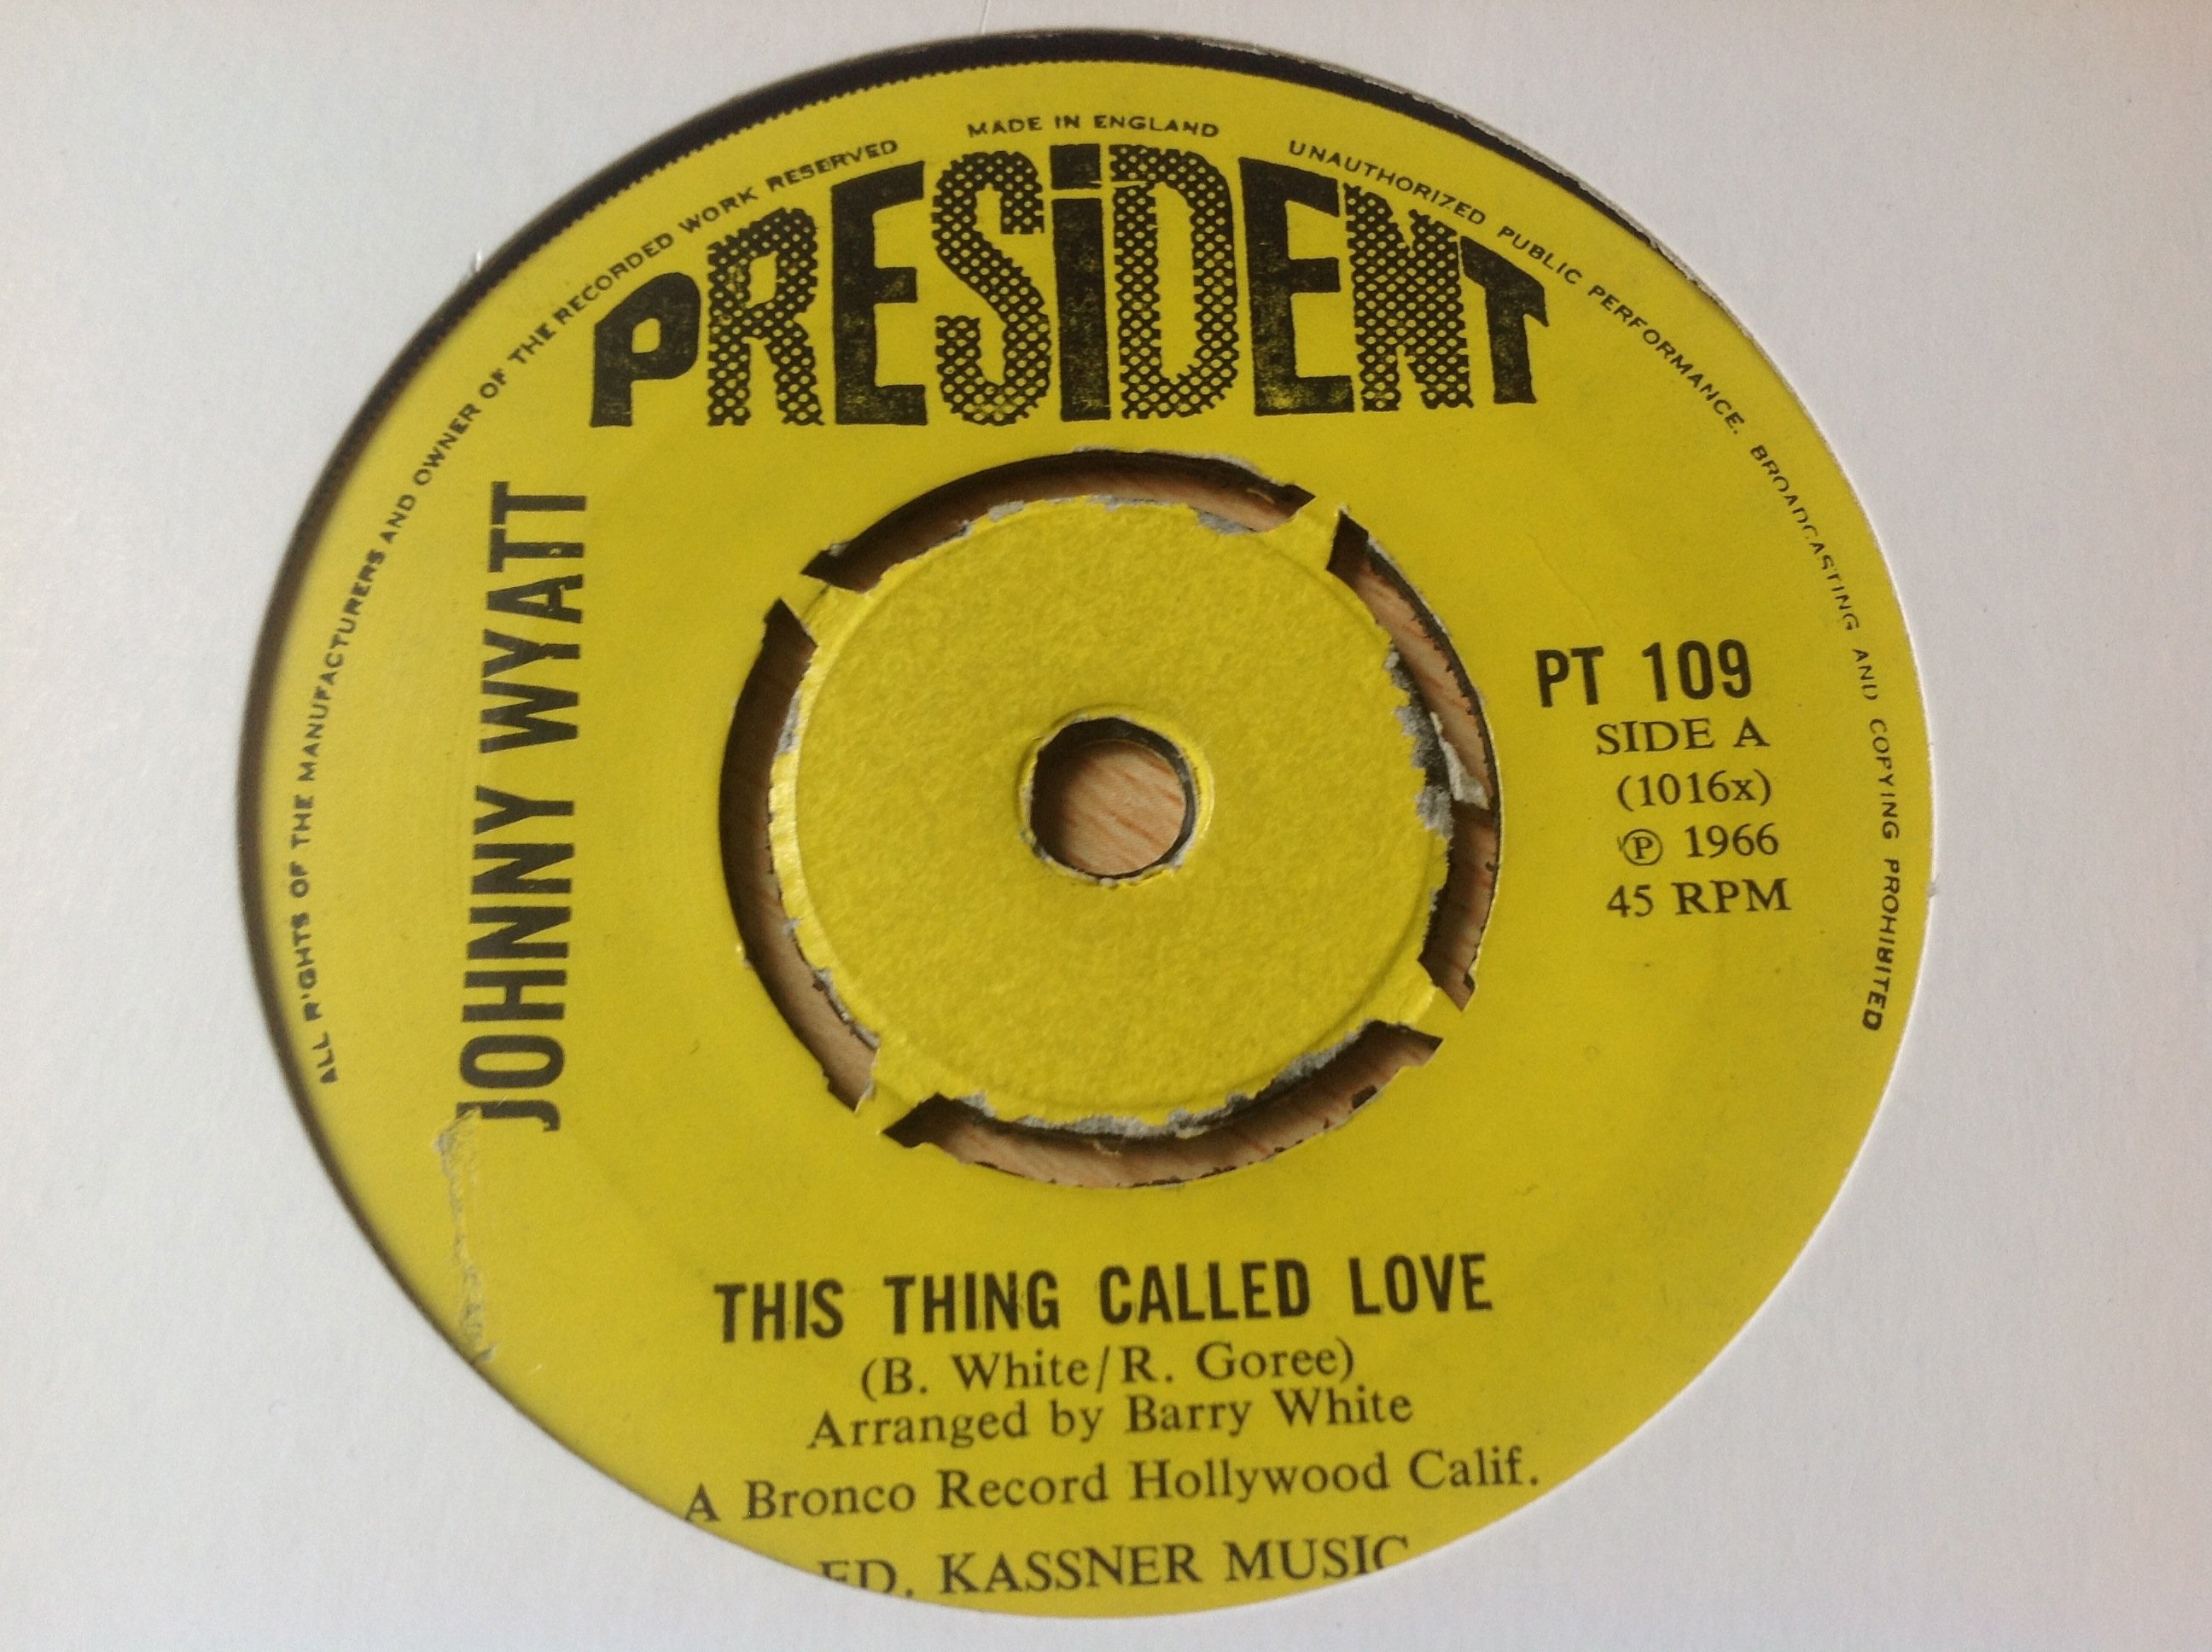 ALL RIGHTS OF THE MANUFACTURERS AND OWNER OF THE RECORDED WORK RESERVED
MADE IN ENGLAND
UNAUTHORIZED PUBLIC PERFORMANCE. BROADCASTING AND COPYING PROHIBITED
PRESiDENT
JOHNNY WYATT
PT 109
SIDE A
(1016x)
℗ 1966
45 RPM
THIS THING CALLED LOVE
(B. White/R. Goree)
Arranged by Barry White
A Bronco Record Hollywood Calif.
ED. KASSNER MUSIC